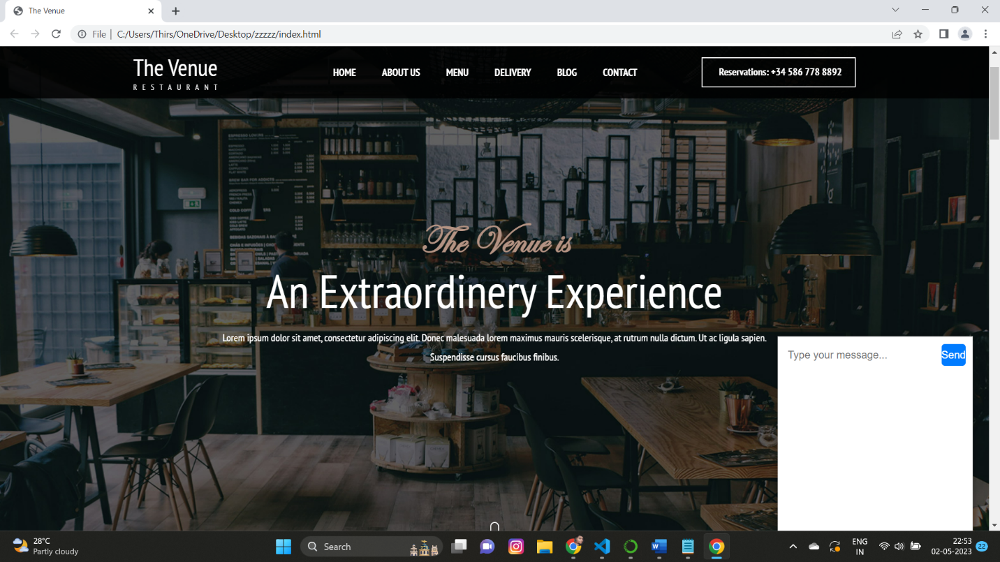 The Venue
File
C:/Users/Thirs/OneDrive/Desktop/zzzzz/index.html
The Venue
RESTAURANT
HOME ABOUT US MENU DELIVERY BLOG CONTACT
Reservations: +34 586 778 8892
ESPRESSO
The Venue is
An Extraordinery Experience
Lorem ipsum dolor sit amet, consectetur adipiscing elit. Donec malesuada lorem maximus mauris scelerisque, at rutrum nulla dictum. Ut ac ligula sapien.
Suspendisse cursus faucibus finibus.
Type your message...
Send
28°C
Partly cloudy
Search
ENG
IN
22:53
02-05-2023
22